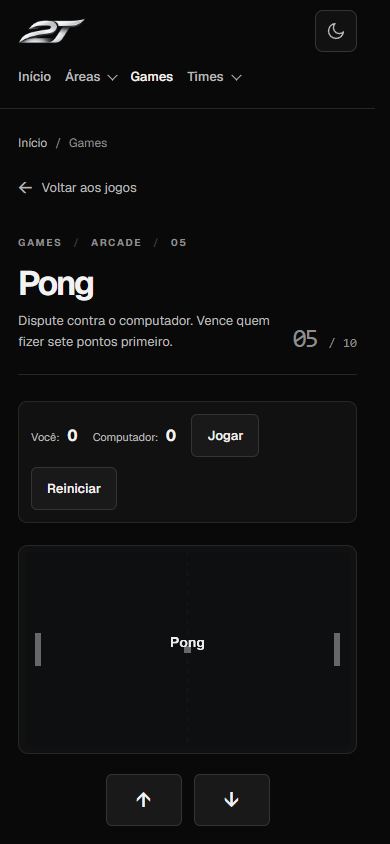 2T
Início Áreas Games Times
Início / Games
← Voltar aos jogos
GAMES / ARCADE / 05
Pong
Dispute contra o computador. Vence quem
fizer sete pontos primeiro.
05 / 10
Você: 0 Computador: 0 Jogar
Reiniciar
Pong
↑ ↓